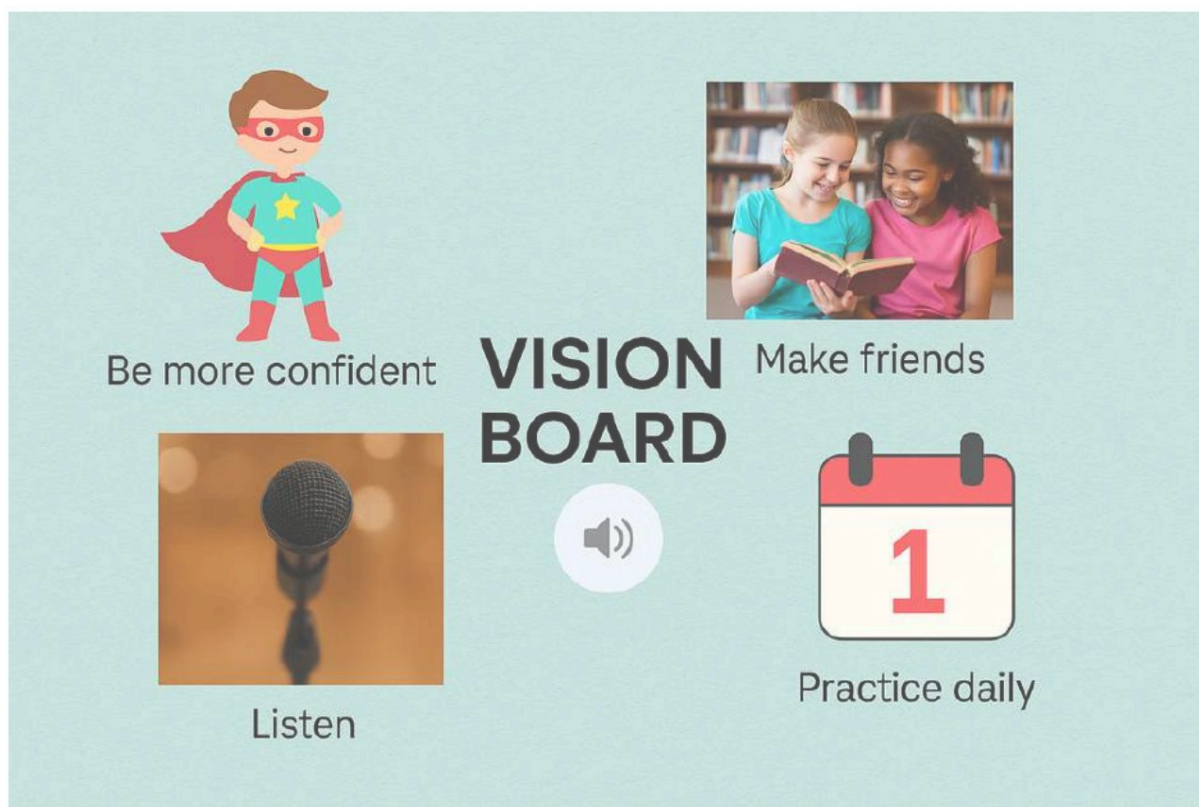 Be more confident
Make friends
VISION
BOARD
1
Listen
Practice daily